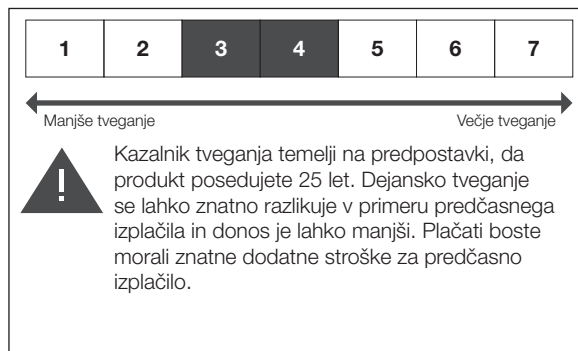 1 2 3 4 5 6 7
Manjše tveganje Večje tveganje
Kazalnik tveganja temelji na predpostavki, da
produkt posedujete 25 let. Dejansko tveganje
se lahko znatno razlikuje v primeru predčasnega
izplačila in donos je lahko manjši. Plačati boste
morali znatne dodatne stroške za predčasno
izplačilo.